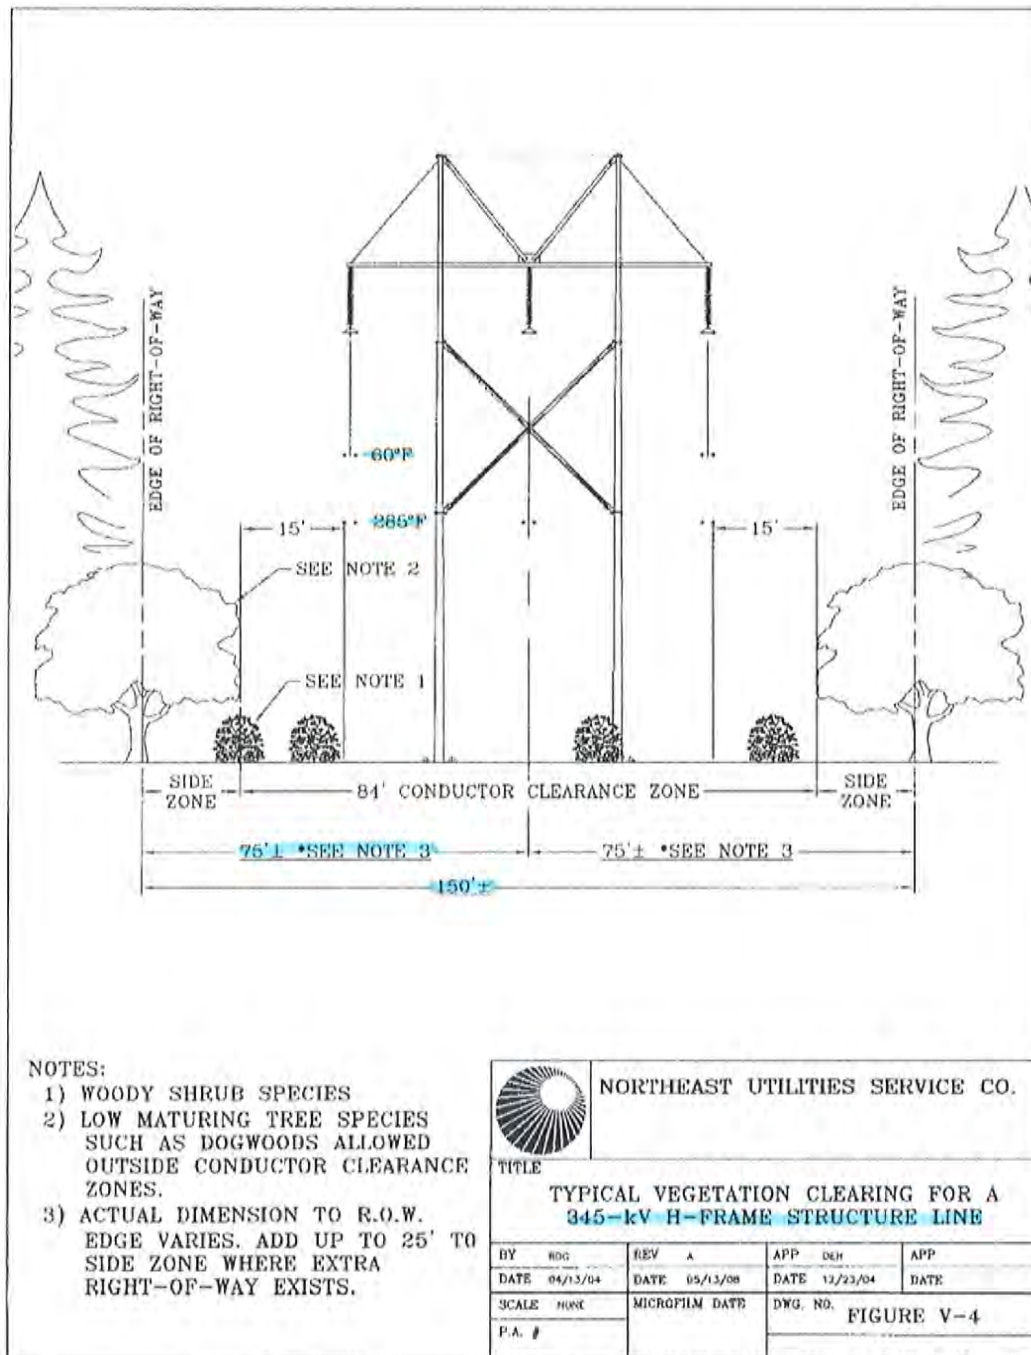 EDGE OF RIGHT-OF-WAY
EDGE OF RIGHT-OF-WAY
60°F
285°F
15'
15'
SEE NOTE 2
SEE NOTE 1
SIDE
ZONE
84' CONDUCTOR CLEARANCE ZONE
SIDE
ZONE
75'± *SEE NOTE 3
75'± *SEE NOTE 3
150'±
NOTES:
1) WOODY SHRUB SPECIES
2) LOW MATURING TREE SPECIES
SUCH AS DOGWOODS ALLOWED
OUTSIDE CONDUCTOR CLEARANCE
ZONES.
3) ACTUAL DIMENSION TO R.O.W.
EDGE VARIES. ADD UP TO 25' TO
SIDE ZONE WHERE EXTRA
RIGHT-OF-WAY EXISTS.
NORTHEAST UTILITIES SERVICE CO.
TITLE
TYPICAL VEGETATION CLEARING FOR A
345-kV H-FRAME STRUCTURE LINE
BY
REV A
APP
APP
DATE 04/13/04
DATE 05/13/08
DATE 12/23/04
DATE
SCALE NONE
MICROFILM DATE
DWG. NO. FIGURE V-4
P.A. #